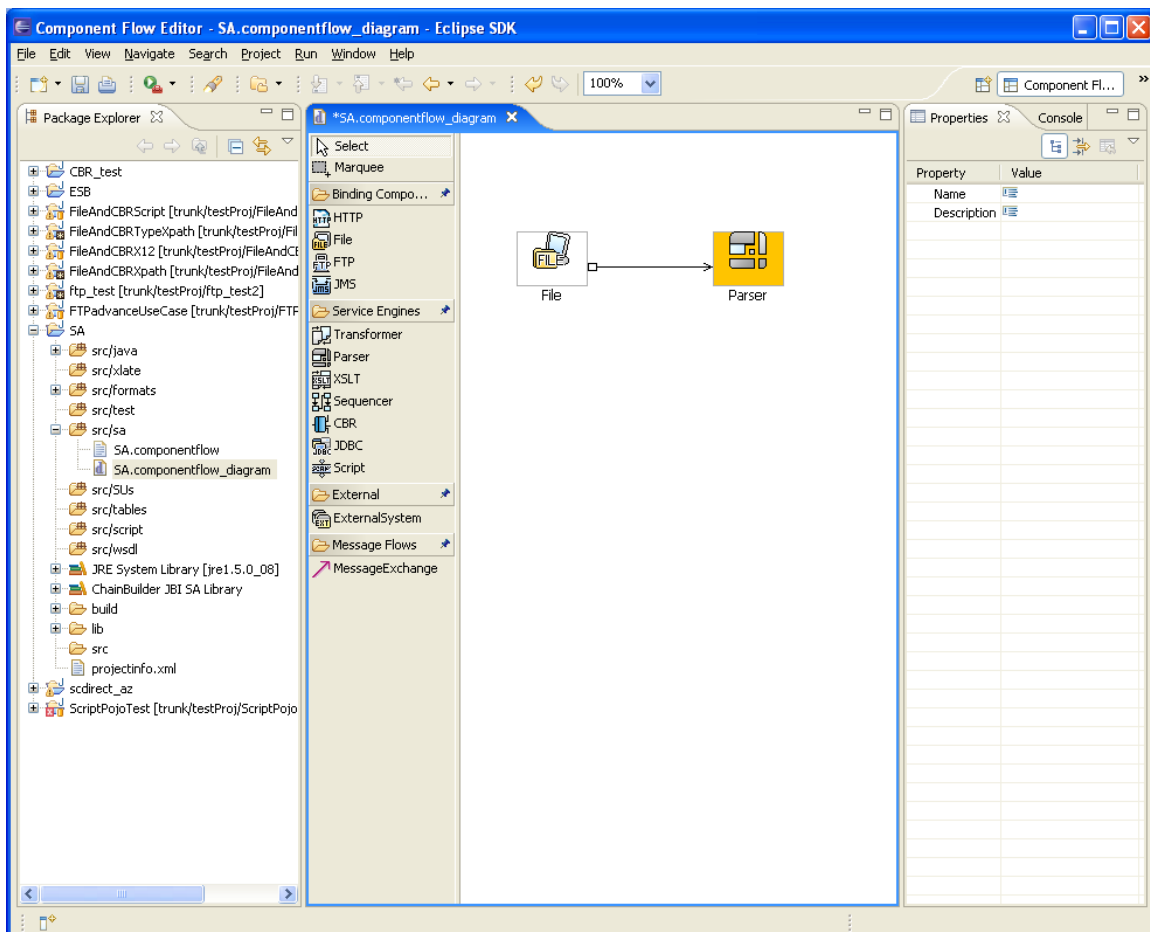 Component Flow Editor - SA.componentflow_diagram - Eclipse SDK
File Edit View Navigate Search Project Run Window Help
100%
Component Fl...
»
Package Explorer
CBR_test
ESB
FileAndCBRScript [trunk/testProj/FileAnd
FileAndCBRTypeXpath [trunk/testProj/Fil
FileAndCBRX12 [trunk/testProj/FileAndCE
FileAndCBRXpath [trunk/testProj/FileAnd
ftp_test [trunk/testProj/ftp_test2]
FTPadvanceUseCase [trunk/testProj/FTF
SA
src/java
src/xlate
src/formats
src/test
src/sa
SA.componentflow
SA.componentflow_diagram
src/SUs
src/tables
src/script
src/wsdl
JRE System Library [jre1.5.0_08]
ChainBuilder JBI SA Library
build
lib
src
projectinfo.xml
scdirect_az
ScriptPojoTest [trunk/testProj/ScriptPojo
*SA.componentflow_diagram
Select
Marquee
Binding Compo...
HTTP
File
FTP
JMS
Service Engines
Transformer
Parser
XSLT
Sequencer
CBR
JDBC
Script
External
ExternalSystem
Message Flows
MessageExchange
FILE
File
Parser
Properties Console
Property Value
Name
Description